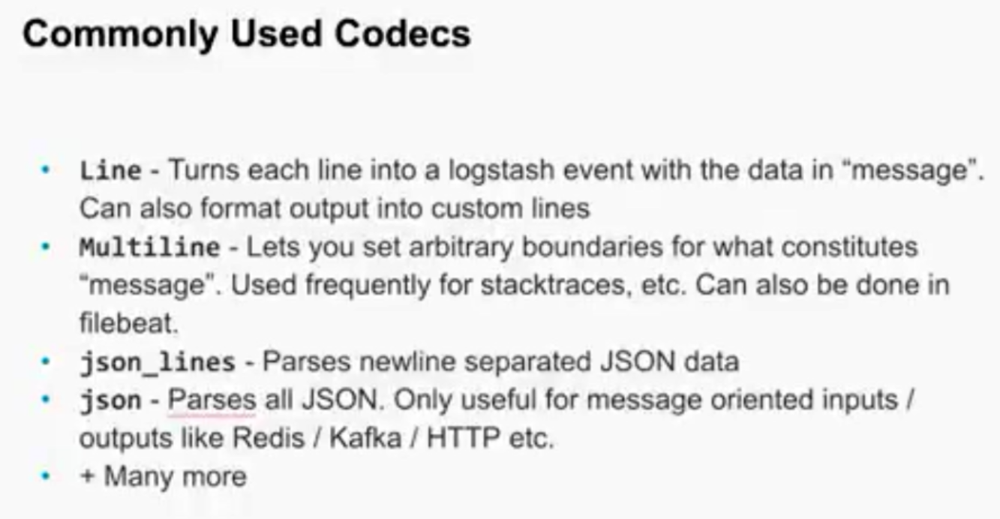 Commonly Used Codecs
• Line - Turns each line into a logstash event with the data in “message”.
Can also format output into custom lines
• Multiline - Lets you set arbitrary boundaries for what constitutes
“message”. Used frequently for stacktraces, etc. Can also be done in
filebeat.
• json_lines - Parses newline separated JSON data
• json - Parses all JSON. Only useful for message oriented inputs /
outputs like Redis / Kafka / HTTP etc.
• + Many more